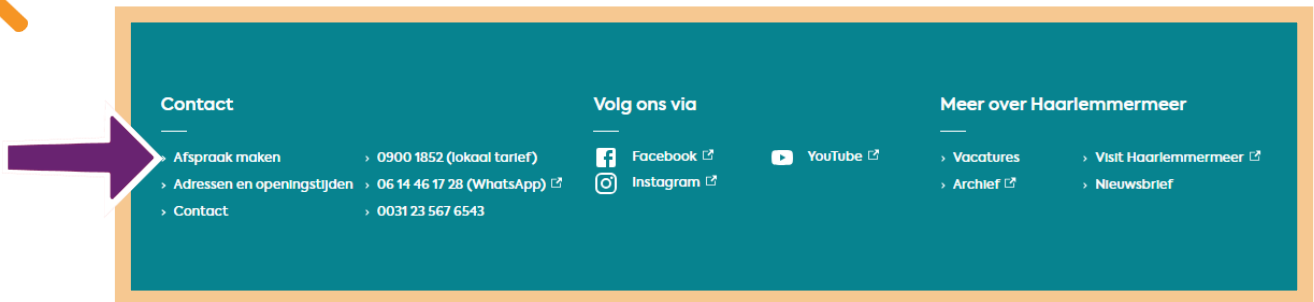 Contact
Afspraak maken
Adressen en openingstijden
Contact
0900 1852 (lokaal tarief)
06 14 46 17 28 (WhatsApp)
0031 23 567 6543
Volg ons via
Facebook
Instagram
YouTube
Meer over Haarlemmermeer
Vacatures
Archief
Visit Haarlemmermeer
Nieuwsbrief